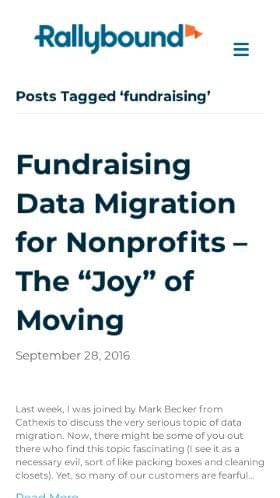 Rallybound
Posts Tagged ‘fundraising’
Fundraising
Data Migration
for Nonprofits –
The “Joy” of
Moving
September 28, 2016
Last week, I was joined by Mark Becker from
Cathexis to discuss the very serious topic of data
migration. Now, there might be some of you out
there who find this topic fascinating (I see it as a
necessary evil, sort of like packing boxes and cleaning
closets). Yet, so many of our customers are fearful...
Read More